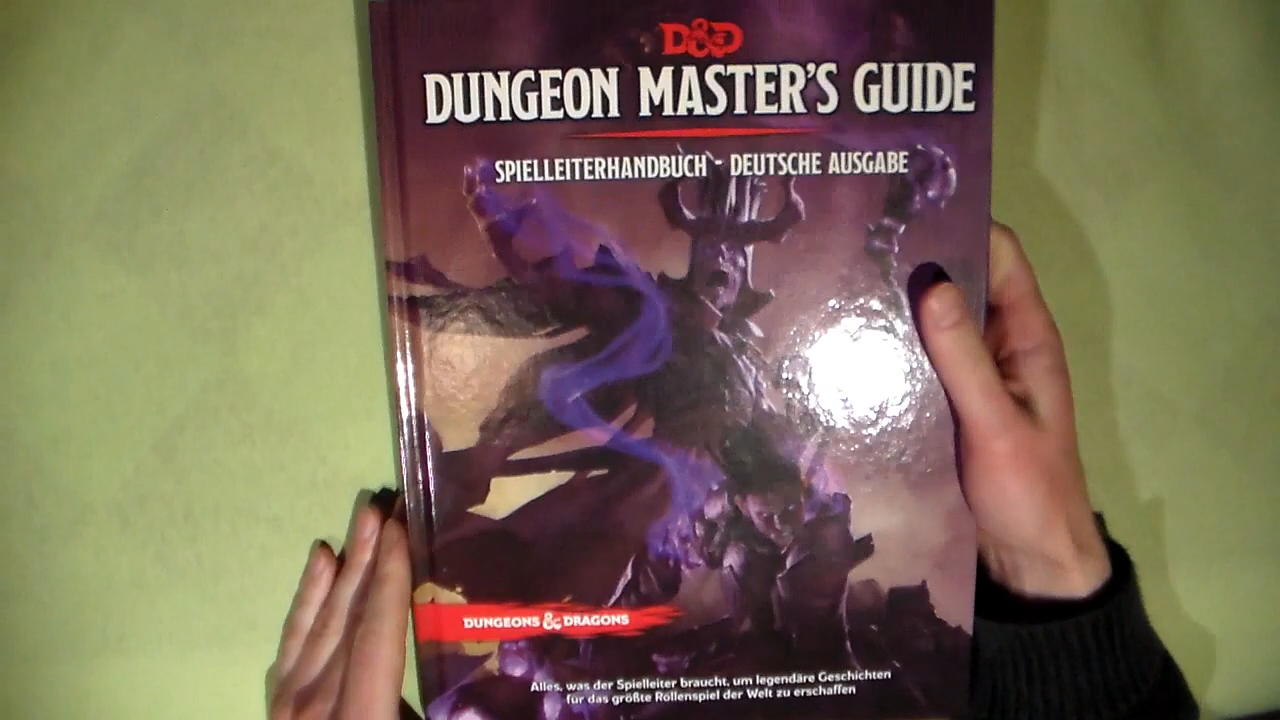 D&D
DUNGEON MASTER'S GUIDE
SPIELLEITERHANDBUCH - DEUTSCHE AUSGABE
DUNGEONS & DRAGONS
Alles, was der Spielleiter braucht, um legendäre Geschichten
für das größte Rollenspiel der Welt zu erschaffen